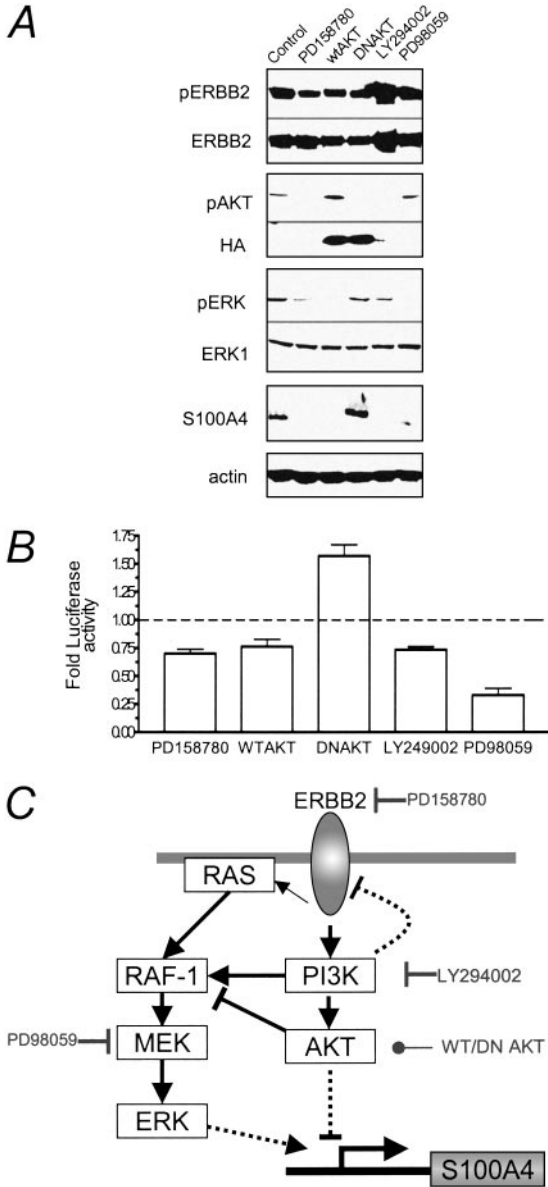 A
Control
PD158780
wtAKT
DNAKT
LY294002
PD98059
pERBB2
ERBB2
pAKT
HA
pERK
ERK1
S100A4
actin
B
Fold Luciferase
activity
1.75
1.50
1.25
1.00
0.75
0.50
0.25
0.00
PD158780 WTAKT DNAKT LY249002 PD98059
C
ERBB2
PD158780
RAS
RAF-1
PI3K
LY294002
PD98059
MEK
AKT
WT/DN AKT
ERK
S100A4